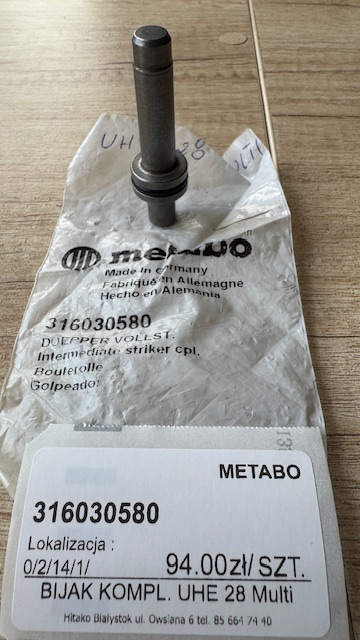 UH 28
metabo
Made in Germany
Fabriqué en Allemagne
Hecho en Alemania
316030580
DUEPPER VOLLST.
Intermediate striker cpl.
Bouterolle
Golpeador
METABO
316030580
Lokalizacja :
0/2/14/1/ 94.00zł/ SZT.
BIJAK KOMPL. UHE 28 Multi
Hitako Białystok ul. Owsiana 6 tel. 85 664 74 40